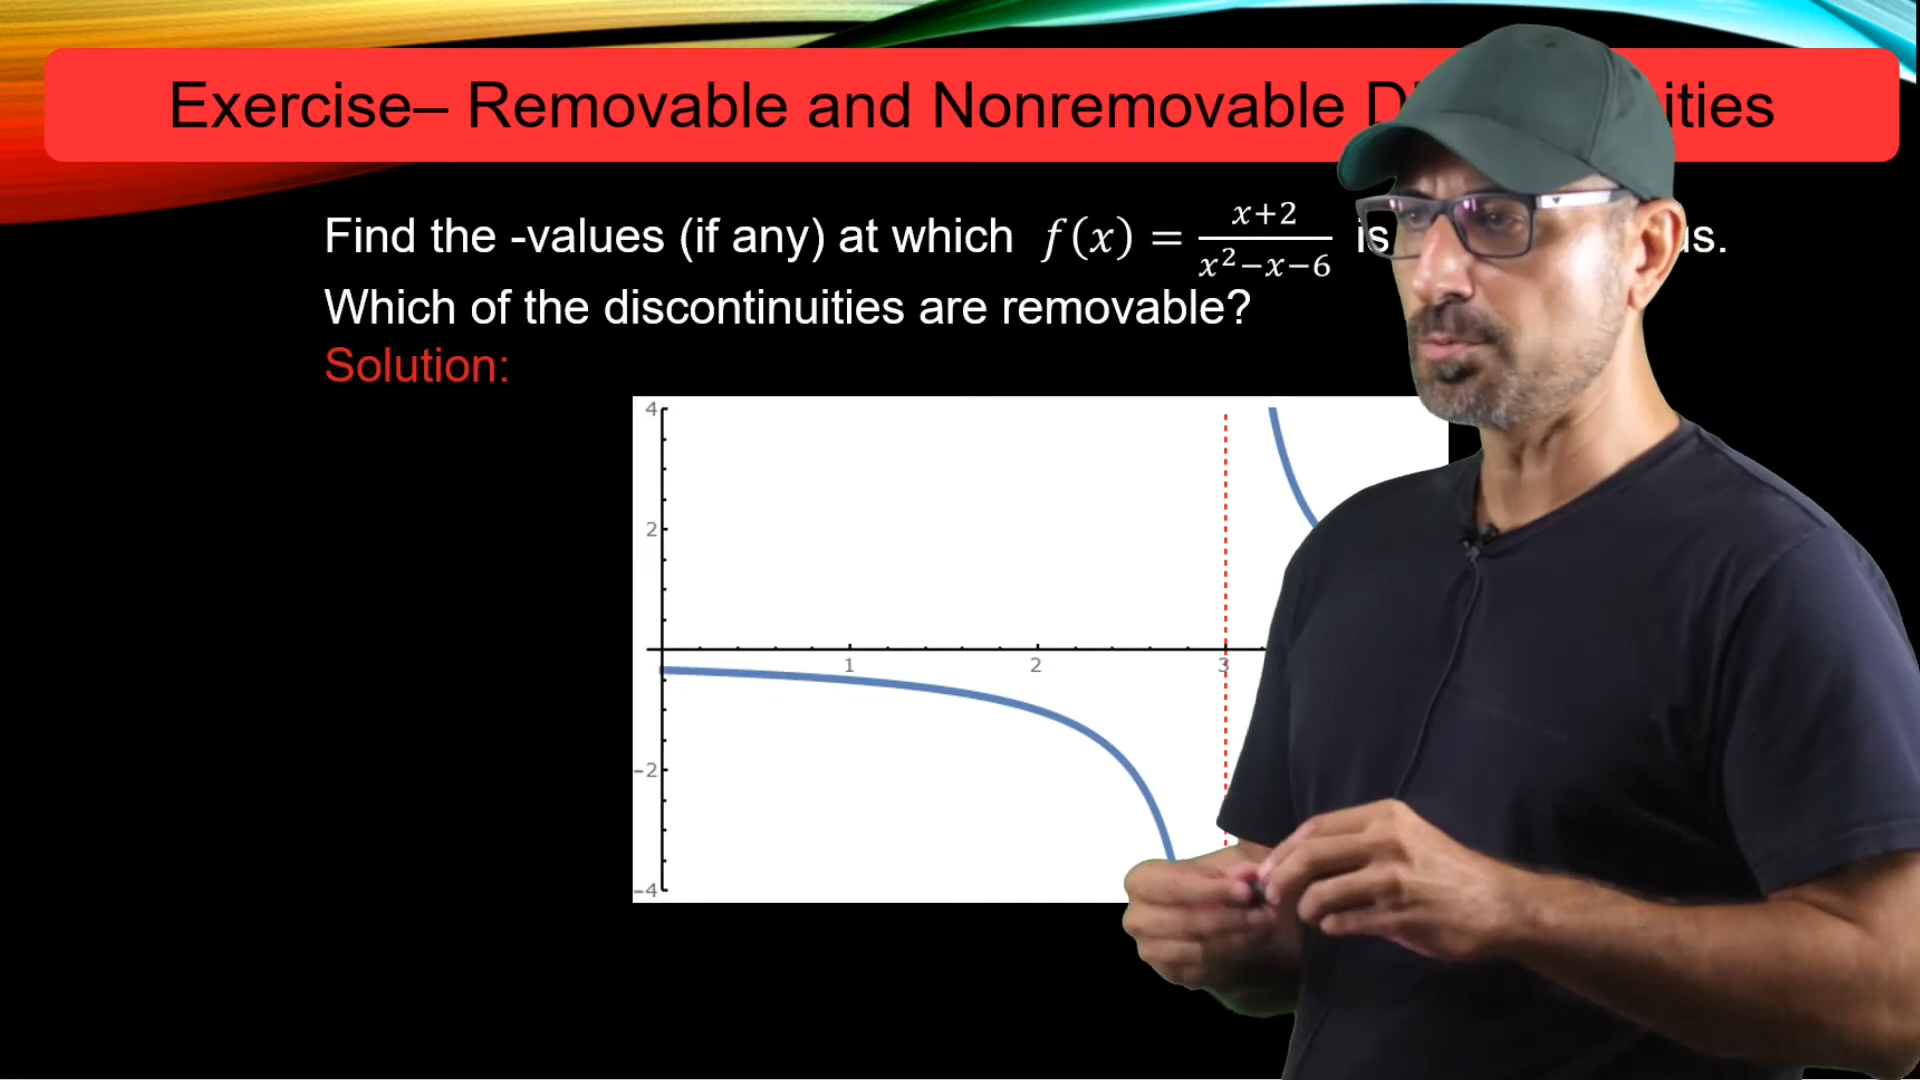 Exercise– Removable and Nonremovable
Find the -values (if any) at which f(x) = x+2 / x²−x−6 is
Which of the discontinuities are removable?
Solution:
4
2
1 2 3
-2
-4